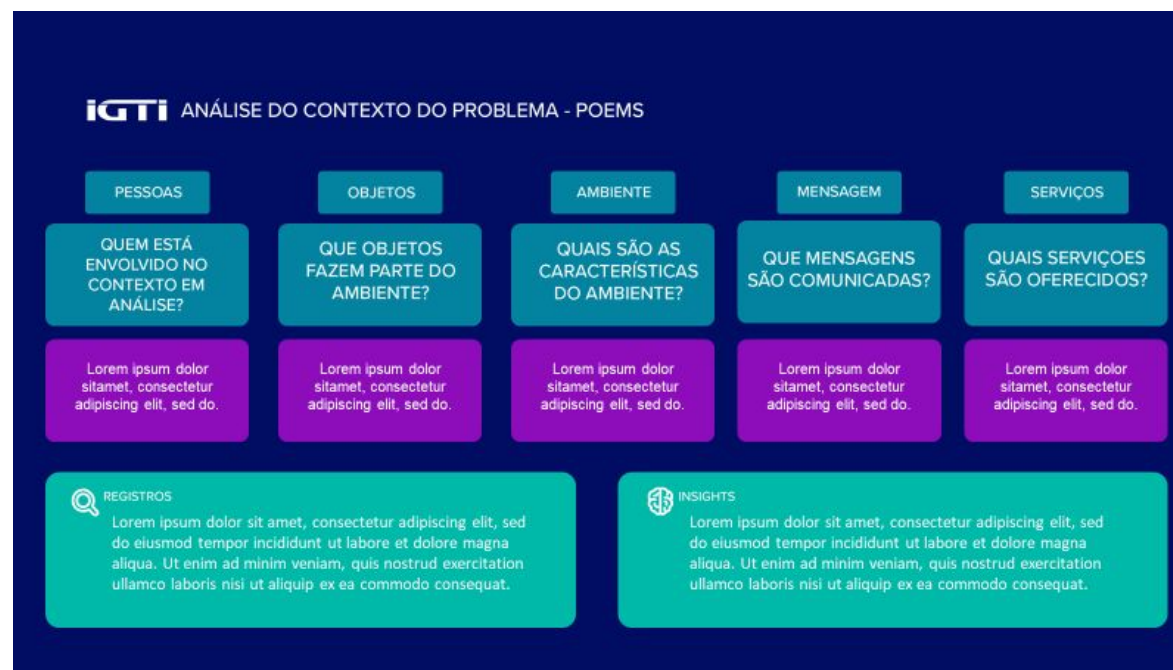 iGTi ANÁLISE DO CONTEXTO DO PROBLEMA - POEMS
PESSOAS
QUEM ESTÁ
ENVOLVIDO NO
CONTEXTO EM
ANÁLISE?
Lorem ipsum dolor
sitamet, consectetur
adipiscing elit, sed do.
OBJETOS
QUE OBJETOS
FAZEM PARTE DO
AMBIENTE?
Lorem ipsum dolor
sitamet, consectetur
adipiscing elit, sed do.
AMBIENTE
QUAIS SÃO AS
CARACTERÍSTICAS
DO AMBIENTE?
Lorem ipsum dolor
sitamet, consectetur
adipiscing elit, sed do.
MENSAGEM
QUE MENSAGENS
SÃO COMUNICADAS?
Lorem ipsum dolor
sitamet, consectetur
adipiscing elit, sed do.
SERVIÇOS
QUAIS SERVIÇOES
SÃO OFERECIDOS?
Lorem ipsum dolor
sitamet, consectetur
adipiscing elit, sed do.
REGISTROS
Lorem ipsum dolor sit amet, consectetur adipiscing elit, sed
do eiusmod tempor incididunt ut labore et dolore magna
aliqua. Ut enim ad minim veniam, quis nostrud exercitation
ullamco laboris nisi ut aliquip ex ea commodo consequat.
INSIGHTS
Lorem ipsum dolor sit amet, consectetur adipiscing elit, sed
do eiusmod tempor incididunt ut labore et dolore magna
aliqua. Ut enim ad minim veniam, quis nostrud exercitation
ullamco laboris nisi ut aliquip ex ea commodo consequat.